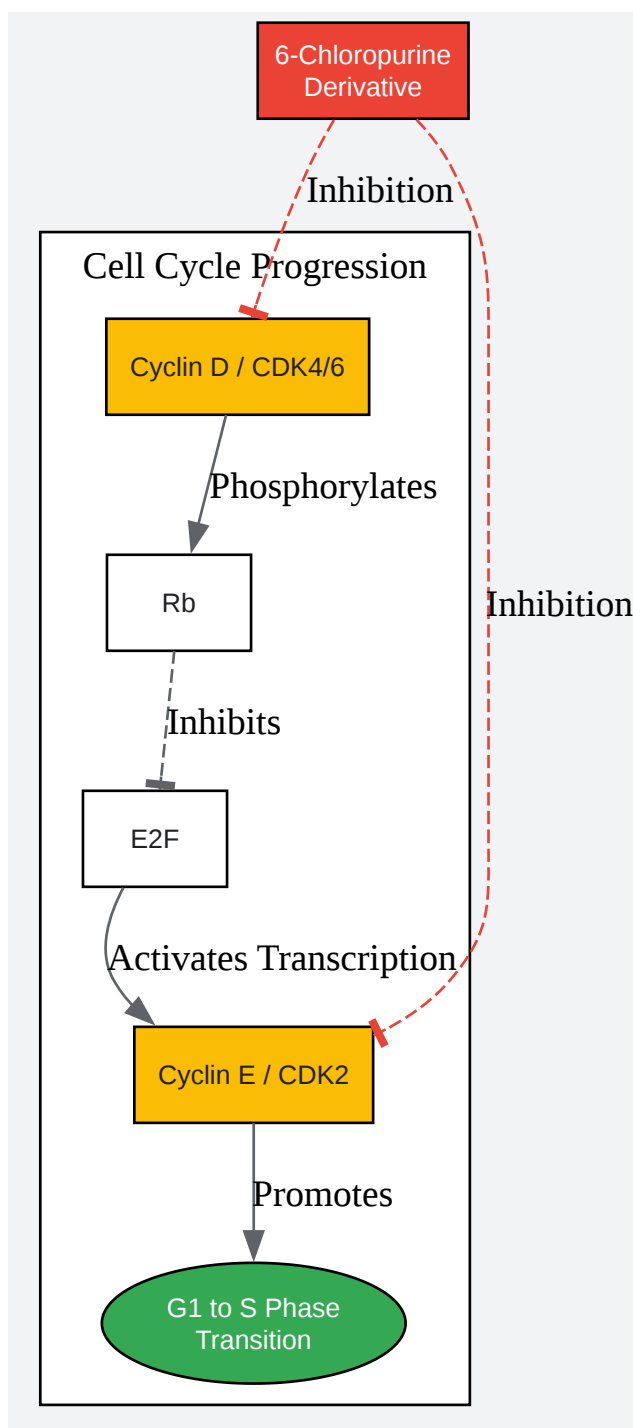 6-Chloropurine
Derivative
Inhibition
Cell Cycle Progression
Cyclin D / CDK4/6
Phosphorylates
Rb
Inhibition
Inhibits
E2F
Activates Transcription
Cyclin E / CDK2
Promotes
G1 to S Phase
Transition